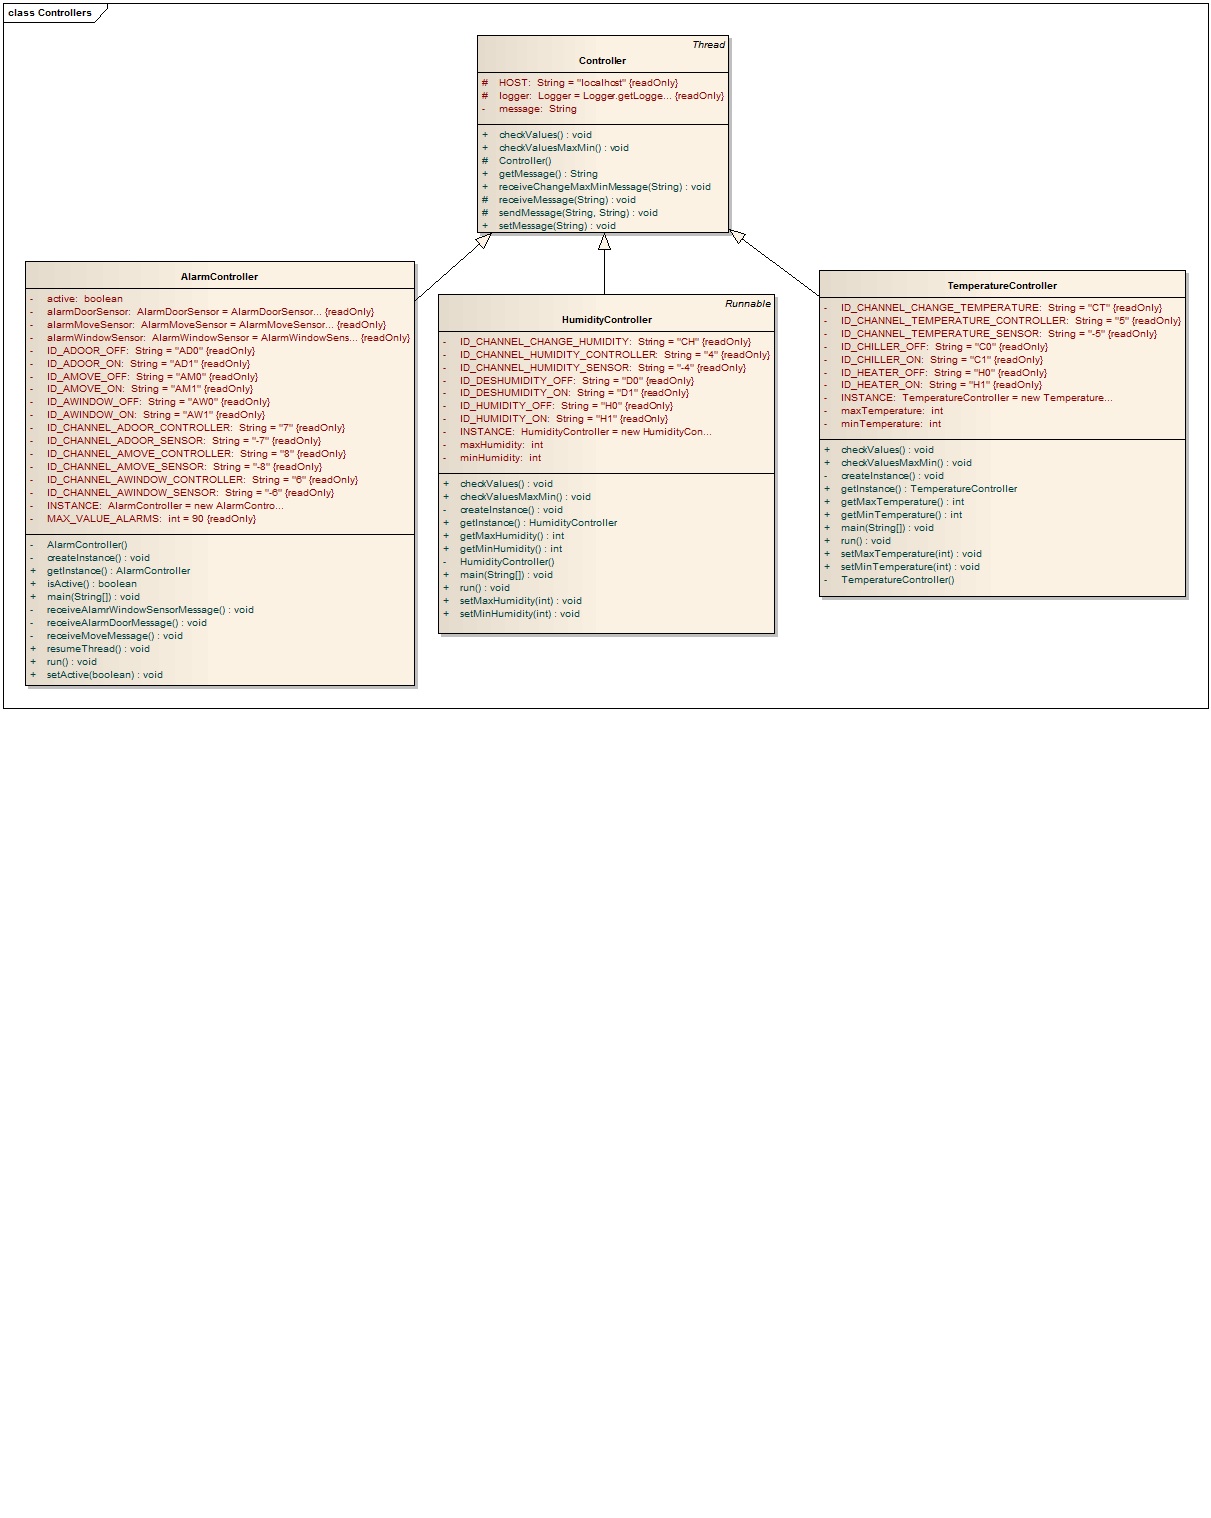 class Controllers
Thread
Controller
# HOST: String = "localhost" {readOnly}
# logger: Logger = Logger.getLogge... {readOnly}
- message: String
+ checkValues() : void
+ checkValuesMaxMin() : void
# Controller()
+ getMessage() : String
+ receiveChangeMaxMinMessage(String) : void
# receiveMessage(String) : void
# sendMessage(String, String) : void
+ setMessage(String) : void
AlarmController
- active: boolean
- alarmDoorSensor: AlarmDoorSensor = AlarmDoorSensor... {readOnly}
- alarmMoveSensor: AlarmMoveSensor = AlarmMoveSensor... {readOnly}
- alarmWindowSensor: AlarmWindowSensor = AlarmWindowSens... {readOnly}
- ID_ADOOR_OFF: String = "AD0" {readOnly}
- ID_ADOOR_ON: String = "AD1" {readOnly}
- ID_AMOVE_OFF: String = "AM0" {readOnly}
- ID_AMOVE_ON: String = "AM1" {readOnly}
- ID_AWINDOW_OFF: String = "AW0" {readOnly}
- ID_AWINDOW_ON: String = "AW1" {readOnly}
- ID_CHANNEL_ADOOR_CONTROLLER: String = "7" {readOnly}
- ID_CHANNEL_ADOOR_SENSOR: String = "-7" {readOnly}
- ID_CHANNEL_AMOVE_CONTROLLER: String = "8" {readOnly}
- ID_CHANNEL_AMOVE_SENSOR: String = "-8" {readOnly}
- ID_CHANNEL_AWINDOW_CONTROLLER: String = "6" {readOnly}
- ID_CHANNEL_AWINDOW_SENSOR: String = "-6" {readOnly}
- INSTANCE: AlarmController = new AlarmContro...
- MAX_VALUE_ALARMS: int = 90 {readOnly}
- AlarmController()
- createInstance() : void
+ getInstance() : AlarmController
+ isActive() : boolean
+ main(String[]) : void
- receiveAlamrWindowSensorMessage() : void
- receiveAlarmDoorMessage() : void
- receiveMoveMessage() : void
+ resumeThread() : void
+ run() : void
+ setActive(boolean) : void
Runnable
HumidityController
- ID_CHANNEL_CHANGE_HUMIDITY: String = "CH" {readOnly}
- ID_CHANNEL_HUMIDITY_CONTROLLER: String = "4" {readOnly}
- ID_CHANNEL_HUMIDITY_SENSOR: String = "-4" {readOnly}
- ID_DESHUMIDITY_OFF: String = "D0" {readOnly}
- ID_DESHUMIDITY_ON: String = "D1" {readOnly}
- ID_HUMIDITY_OFF: String = "H0" {readOnly}
- ID_HUMIDITY_ON: String = "H1" {readOnly}
- INSTANCE: HumidityController = new HumidityCon...
- maxHumidity: int
- minHumidity: int
+ checkValues() : void
+ checkValuesMaxMin() : void
- createInstance() : void
+ getInstance() : HumidityController
+ getMaxHumidity() : int
+ getMinHumidity() : int
- HumidityController()
+ main(String[]) : void
+ run() : void
+ setMaxHumidity(int) : void
+ setMinHumidity(int) : void
TemperatureController
- ID_CHANNEL_CHANGE_TEMPERATURE: String = "CT" {readOnly}
- ID_CHANNEL_TEMPERATURE_CONTROLLER: String = "5" {readOnly}
- ID_CHANNEL_TEMPERATURE_SENSOR: String = "-5" {readOnly}
- ID_CHILLER_OFF: String = "C0" {readOnly}
- ID_CHILLER_ON: String = "C1" {readOnly}
- ID_HEATER_OFF: String = "H0" {readOnly}
- ID_HEATER_ON: String = "H1" {readOnly}
- INSTANCE: TemperatureController = new Temperature...
- maxTemperature: int
- minTemperature: int
+ checkValues() : void
+ checkValuesMaxMin() : void
- createInstance() : void
+ getInstance() : TemperatureController
+ getMaxTemperature() : int
+ getMinTemperature() : int
+ main(String[]) : void
+ run() : void
+ setMaxTemperature(int) : void
+ setMinTemperature(int) : void
- TemperatureController()